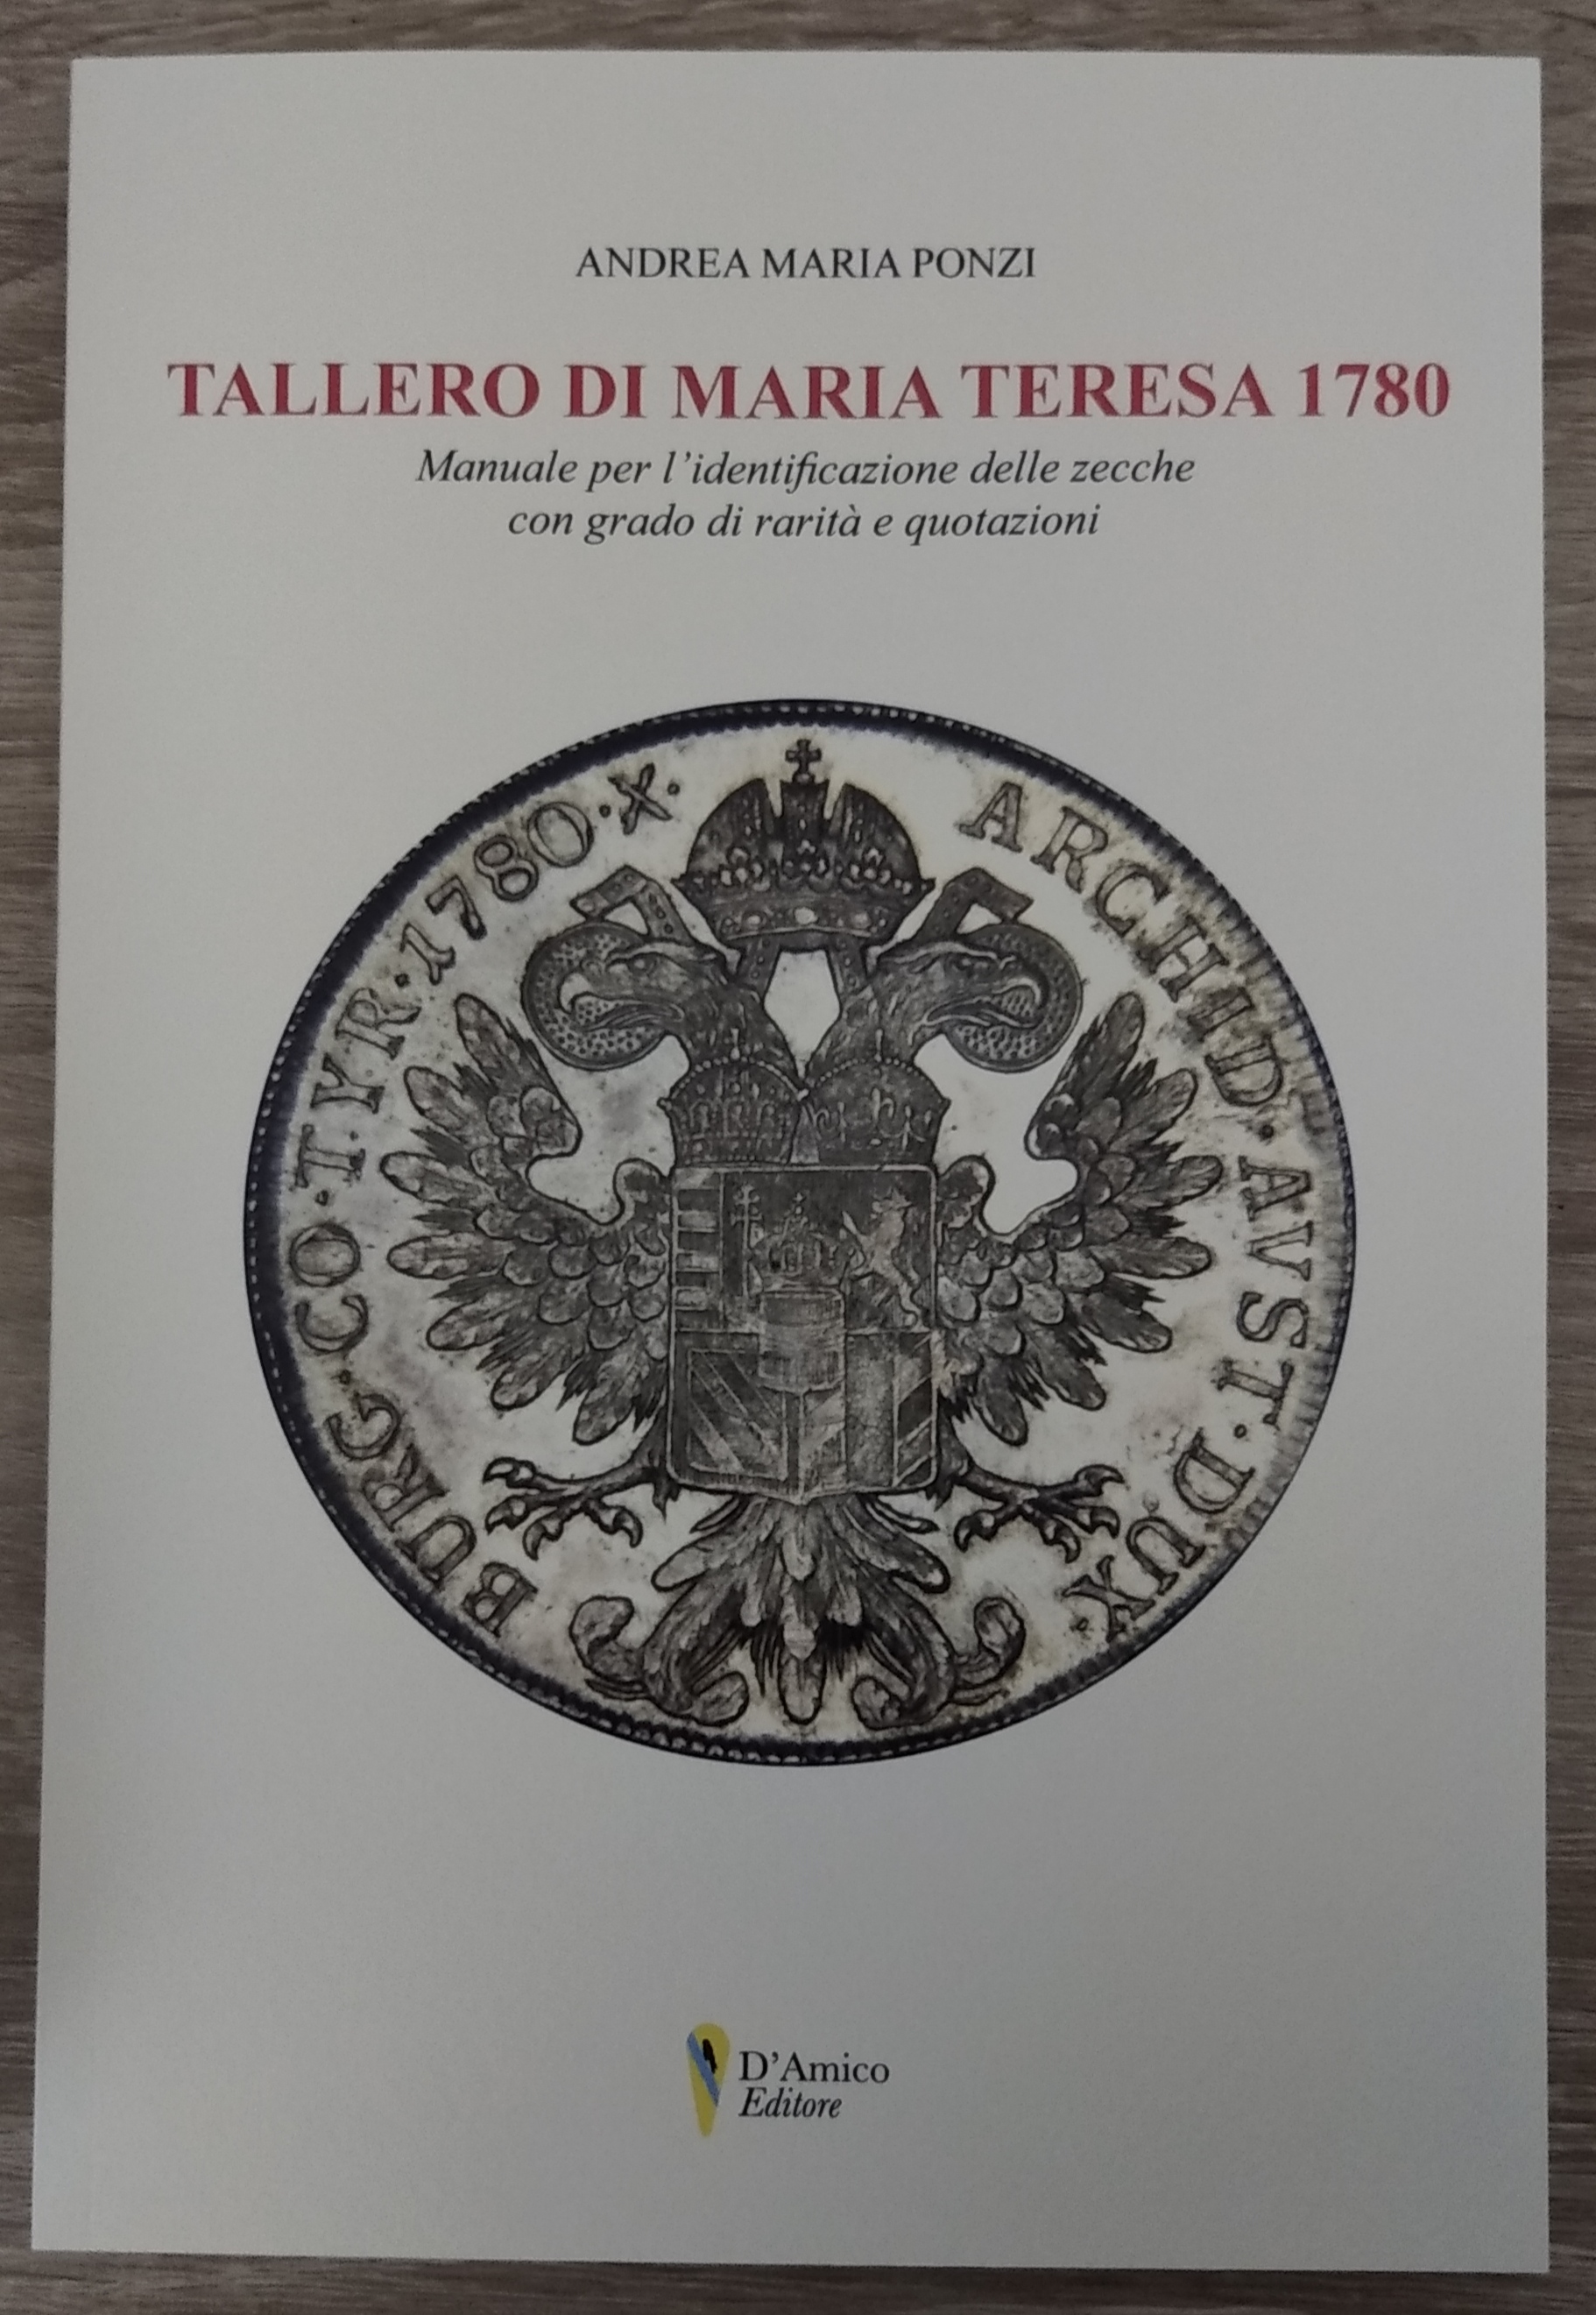 ANDREA MARIA PONZI
TALLERO DI MARIA TERESA 1780
Manuale per l'identificazione delle zecche
con grado di rarità e quotazioni
ARCHID·AVST·DUX·
BURG·CO·TYR·1780·X·
D'Amico
Editore